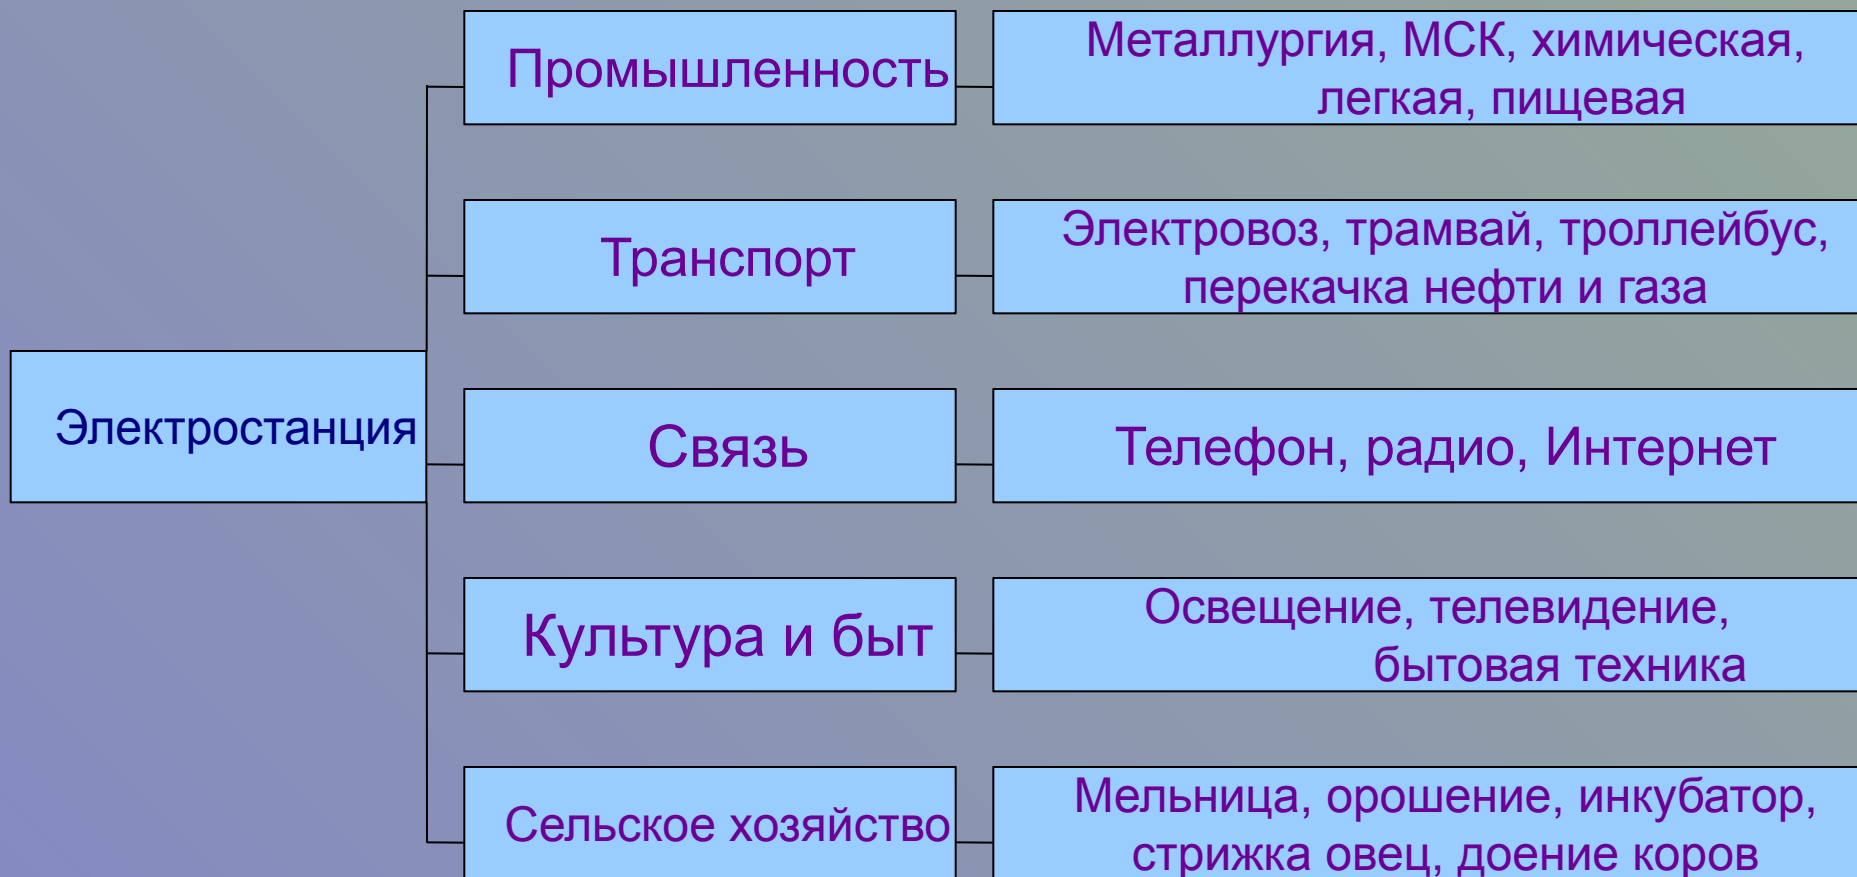 Промышленность
Металлургия, МСК, химическая,
легкая, пищевая
Транспорт
Электровоз, трамвай, троллейбус,
перекачка нефти и газа
Электростанция
Связь
Телефон, радио, Интернет
Культура и быт
Освещение, телевидение,
бытовая техника
Сельское хозяйство
Мельница, орошение, инкубатор,
стрижка овец, доение коров